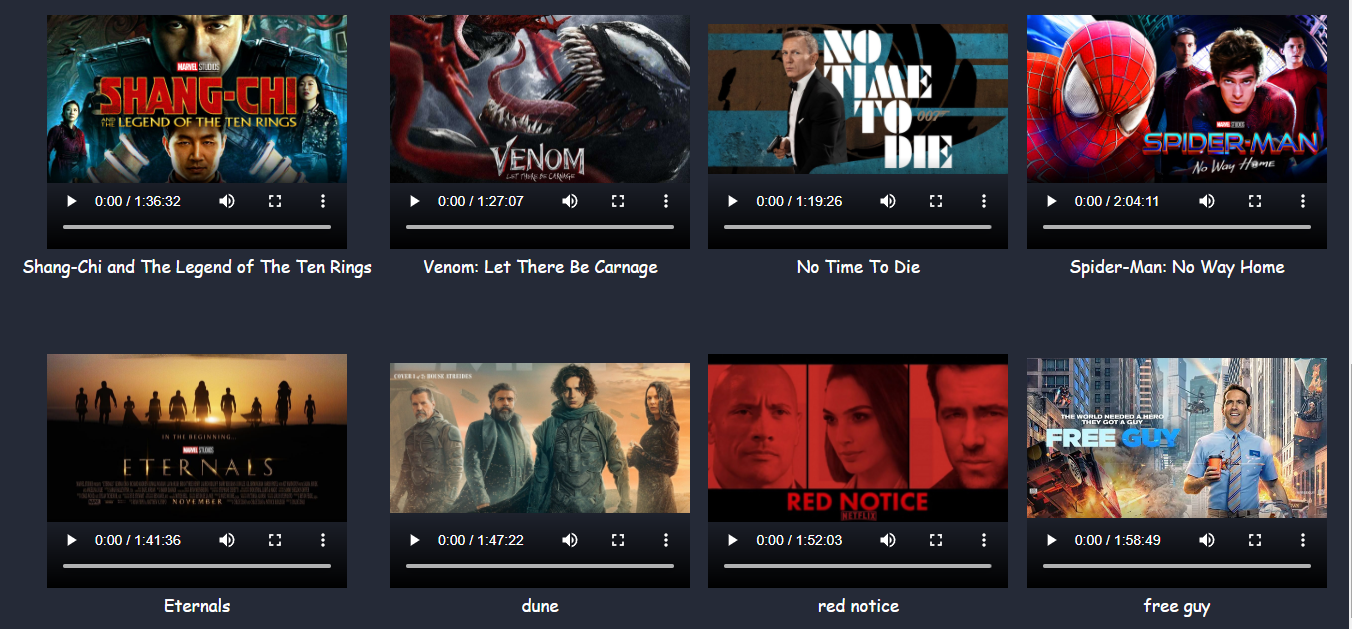 MARVEL STUDIOS
SHANG-CHI
AND THE LEGEND OF THE TEN RINGS
VENOM
LET THERE BE CARNAGE
NO
TIME
TO
007
DIE
MARVEL STUDIOS
SPIDER-MAN
No Way Home
0:00 / 1:36:32
0:00 / 1:27:07
0:00 / 1:19:26
0:00 / 2:04:11
Shang-Chi and The Legend of The Ten Rings
Venom: Let There Be Carnage
No Time To Die
Spider-Man: No Way Home
IN THE BEGINNING...
MARVEL STUDIOS
ETERNALS
NOVEMBER
HOUSE ATREIDES
RED NOTICE
NETFLIX
THE WORLD NEEDED A HERO
THEY GOT A GUY
FREE GUY
0:00 / 1:41:36
0:00 / 1:47:22
0:00 / 1:52:03
0:00 / 1:58:49
Eternals
dune
red notice
free guy